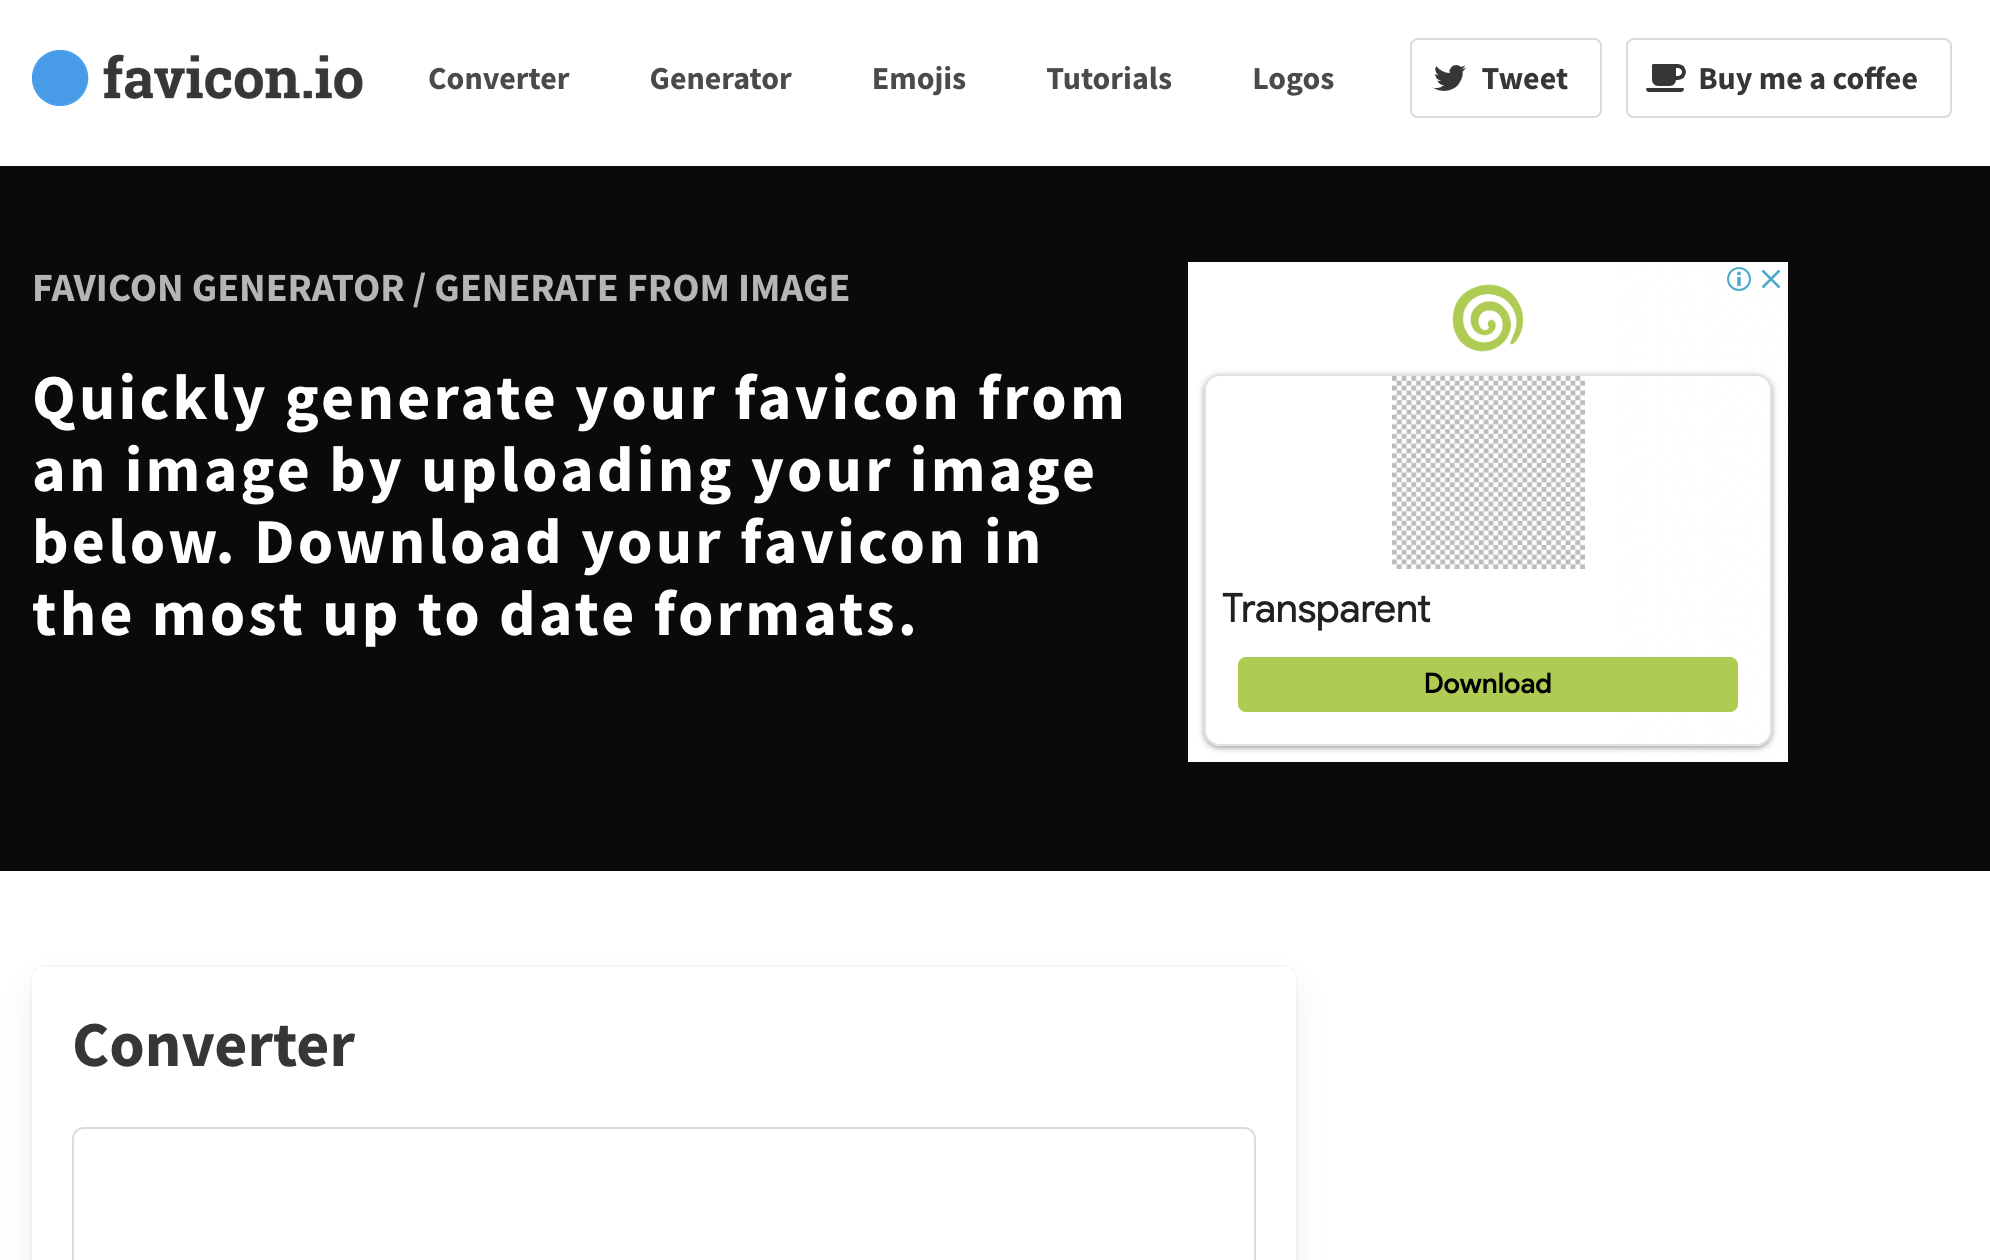 favicon.io
Converter
Generator
Emojis
Tutorials
Logos
Tweet
Buy me a coffee
FAVICON GENERATOR / GENERATE FROM IMAGE
Quickly generate your favicon from
an image by uploading your image
below. Download your favicon in
the most up to date formats.
Transparent
Download
Converter